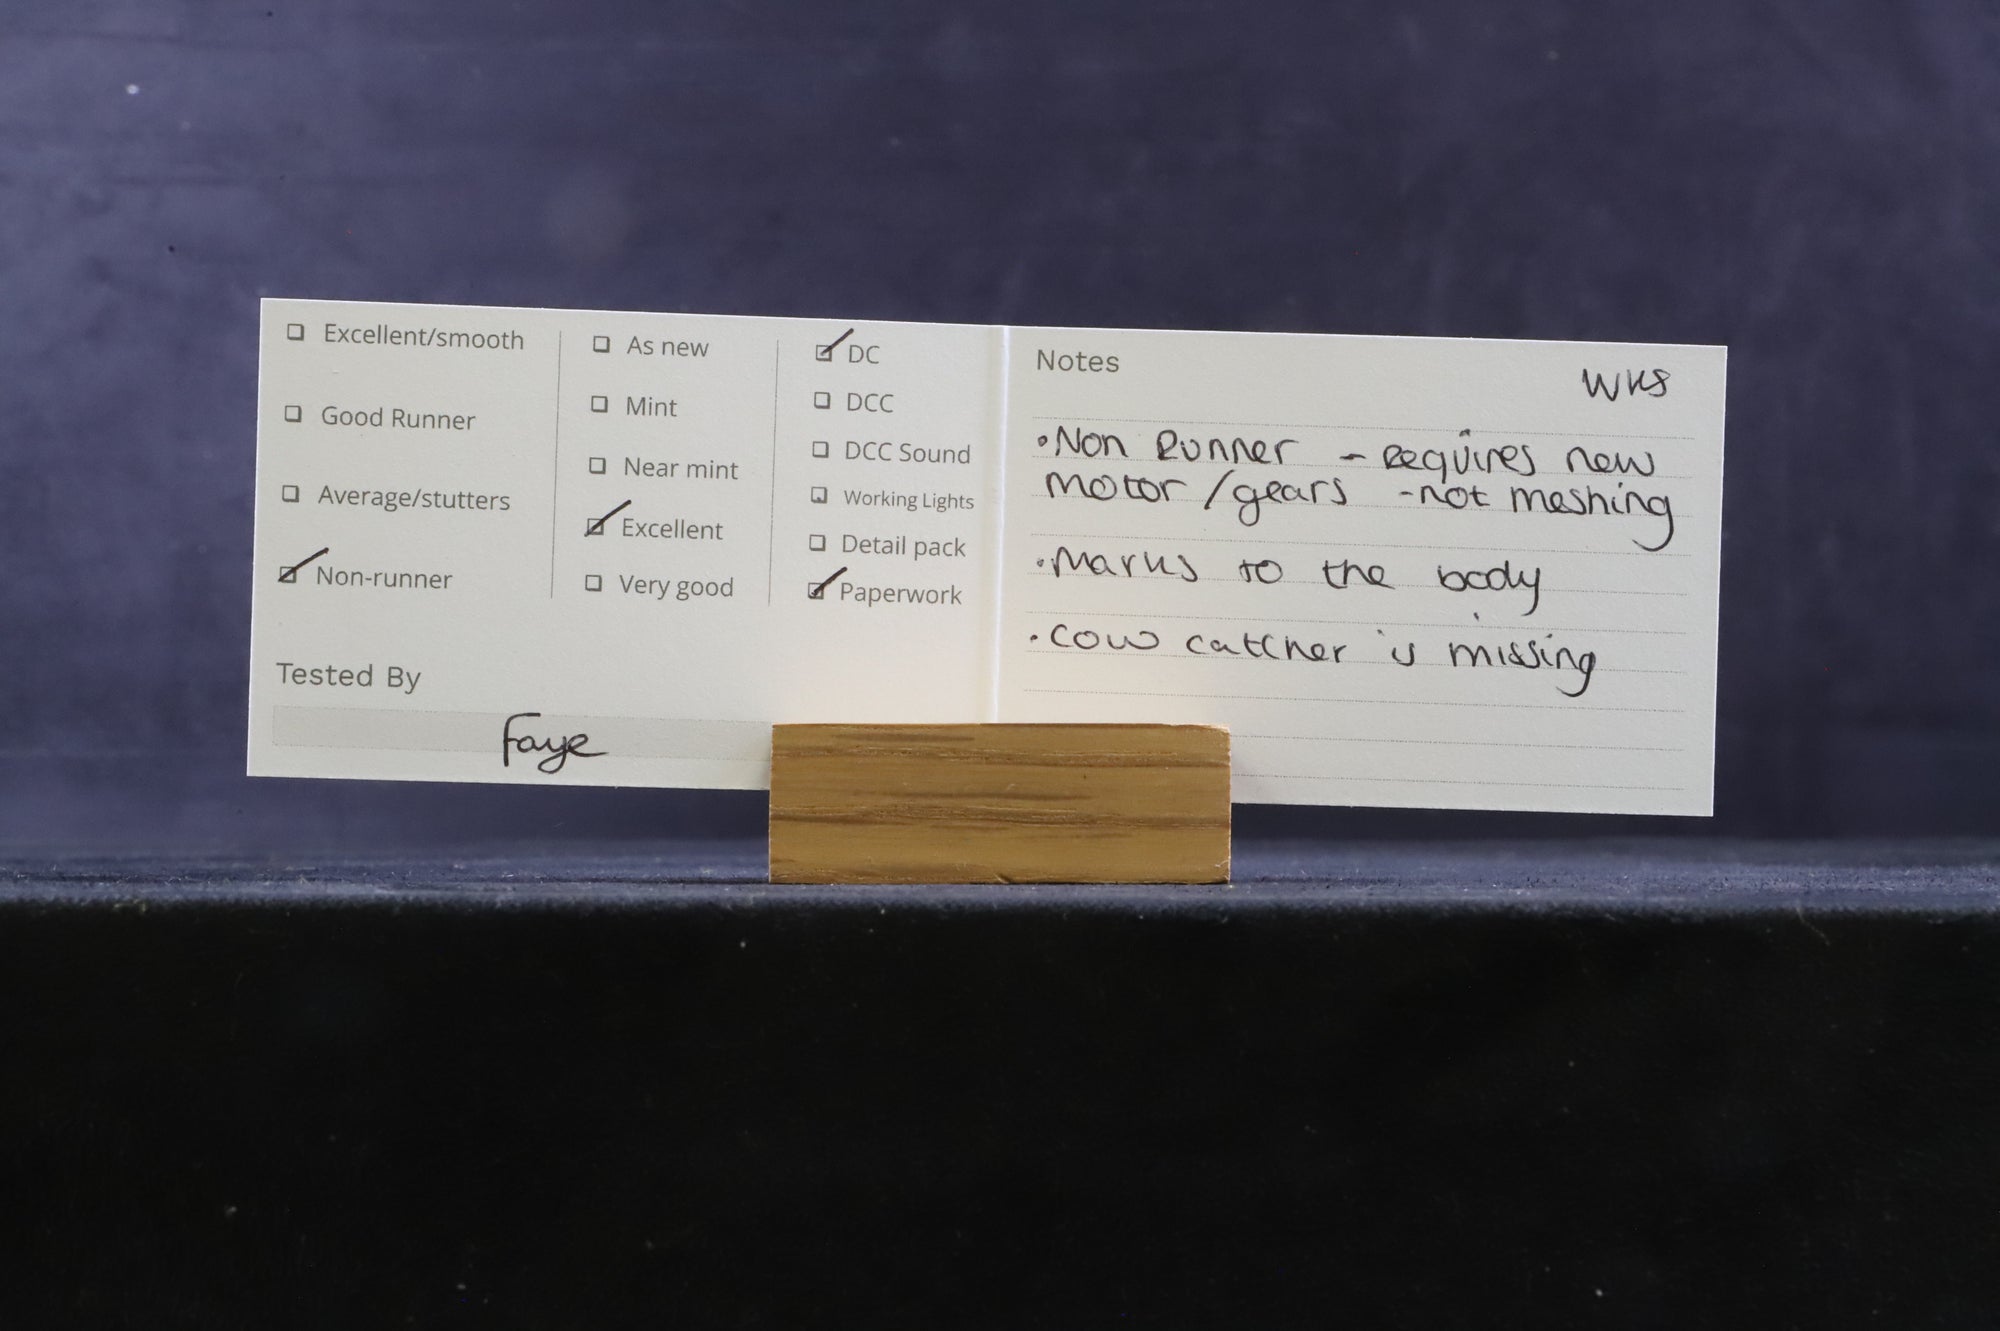 Excellent/smooth
Good Runner
Average/stutters
Non-runner
As new
Mint
Near mint
Excellent
Very good
DC
DCC
DCC Sound
Working Lights
Detail pack
Paperwork
Tested By
Faye
Notes
WKS
•Non Runner - Requires new
motor/gears - not meshing
•Marks to the body
•Cow catcher is missing